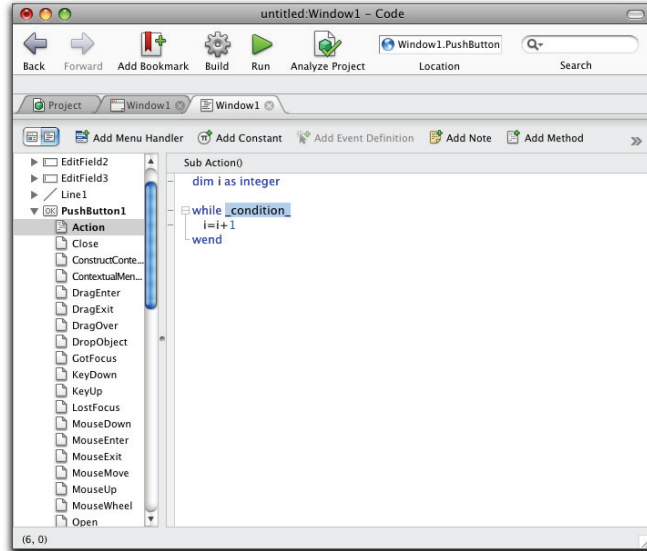 untitled:Window1 – Code
Back
Forward
Add Bookmark
Build
Run
Analyze Project
Window1.PushButton
Location
Search
Project
Window1
Window1
Add Menu Handler
Add Constant
Add Event Definition
Add Note
Add Method
EditField2
EditField3
Line1
OK PushButton1
Action
Close
ConstructConte...
ContextualMen...
DragEnter
DragExit
DragOver
DropObject
GotFocus
KeyDown
KeyUp
LostFocus
MouseDown
MouseEnter
MouseExit
MouseMove
MouseUp
MouseWheel
Open
Sub Action()
dim i as integer
while _condition_
i=i+1
wend
(6, 0)